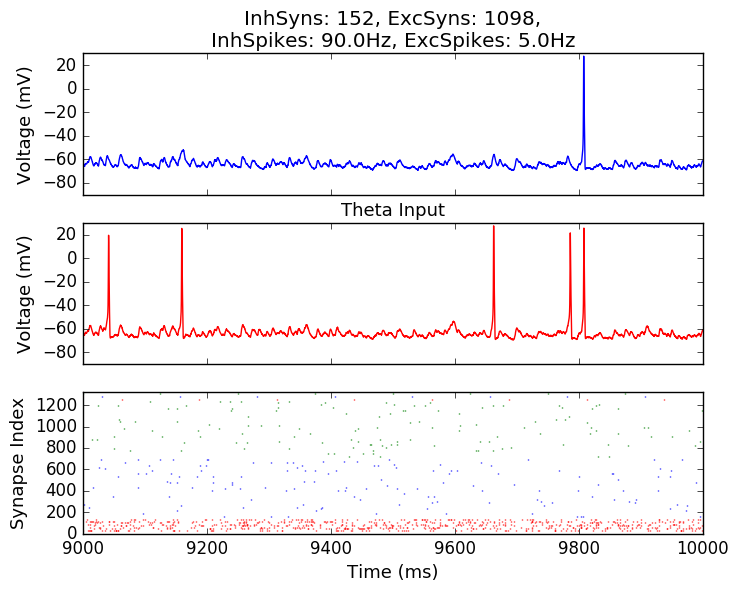 InhSyns: 152, ExcSyns: 1098,
InhSpikes: 90.0Hz, ExcSpikes: 5.0Hz
20
0
−20
−40
−60
−80
Voltage (mV)
Theta Input
20
0
−20
−40
−60
−80
Voltage (mV)
1200
1000
800
600
400
200
0
Synapse Index
9000 9200 9400 9600 9800 10000
Time (ms)